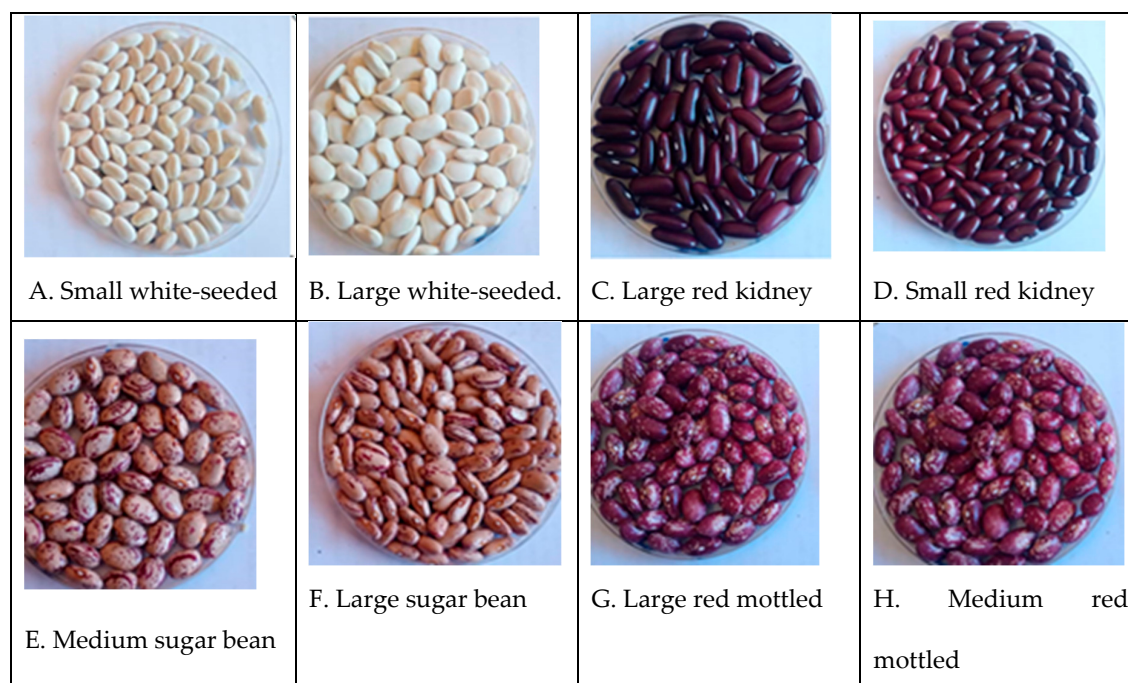 A. Small white-seeded
B. Large white-seeded.
C. Large red kidney
D. Small red kidney
E. Medium sugar bean
F. Large sugar bean
G. Large red mottled
H. Medium red
mottled